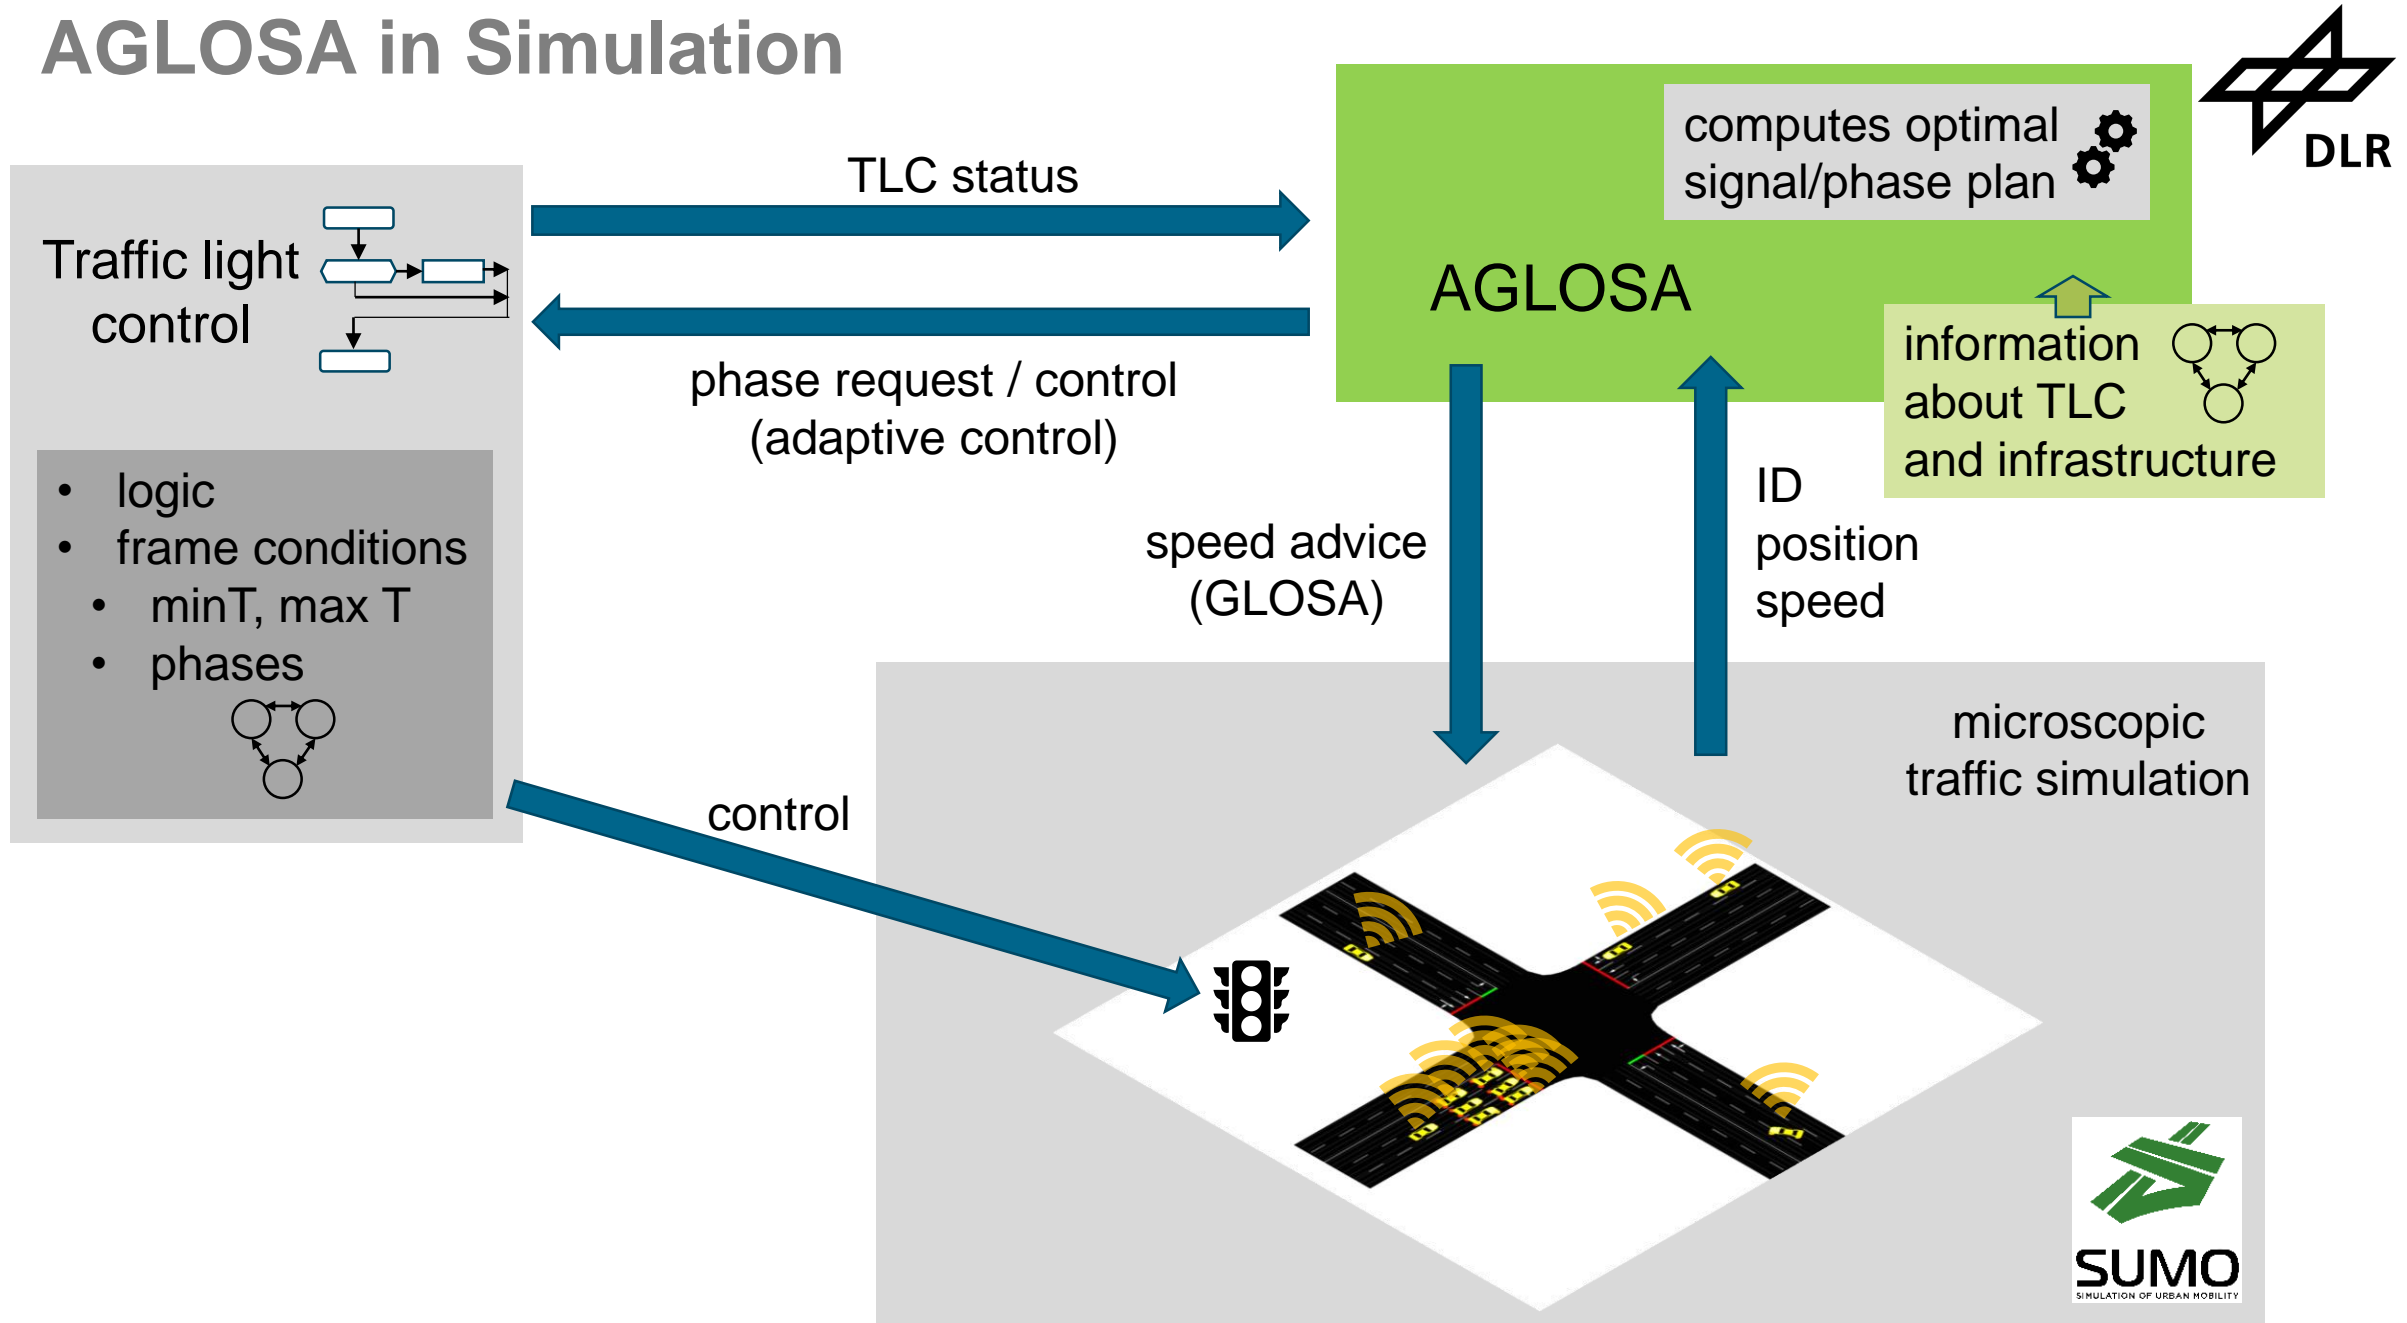 AGLOSA in Simulation
DLR
computes optimal
signal/phase plan
TLC status
Traffic light
control
AGLOSA
phase request / control
(adaptive control)
information
about TLC
and infrastructure
• logic
• frame conditions
• minT, max T
• phases
speed advice
(GLOSA)
ID
position
speed
microscopic
traffic simulation
control
SUMO
SIMULATION OF URBAN MOBILITY